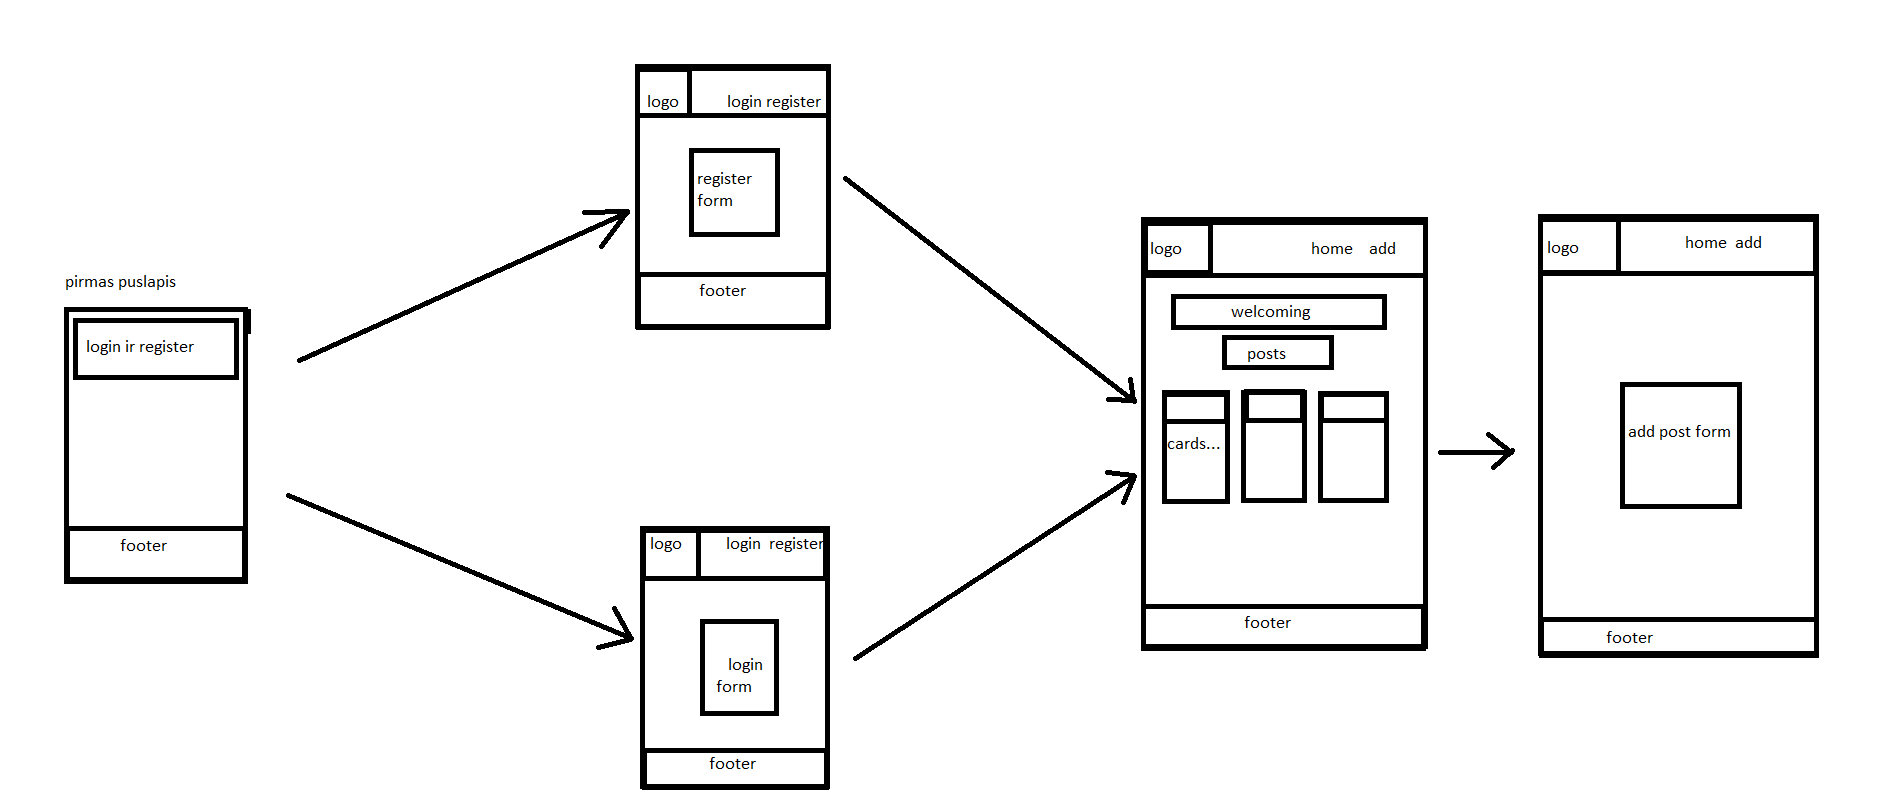 pirmas puslapis
login ir register
footer
logo
login register
register
form
footer
logo
login register
login
form
footer
logo
home add
welcoming
posts
cards...
footer
logo
home add
add post form
footer